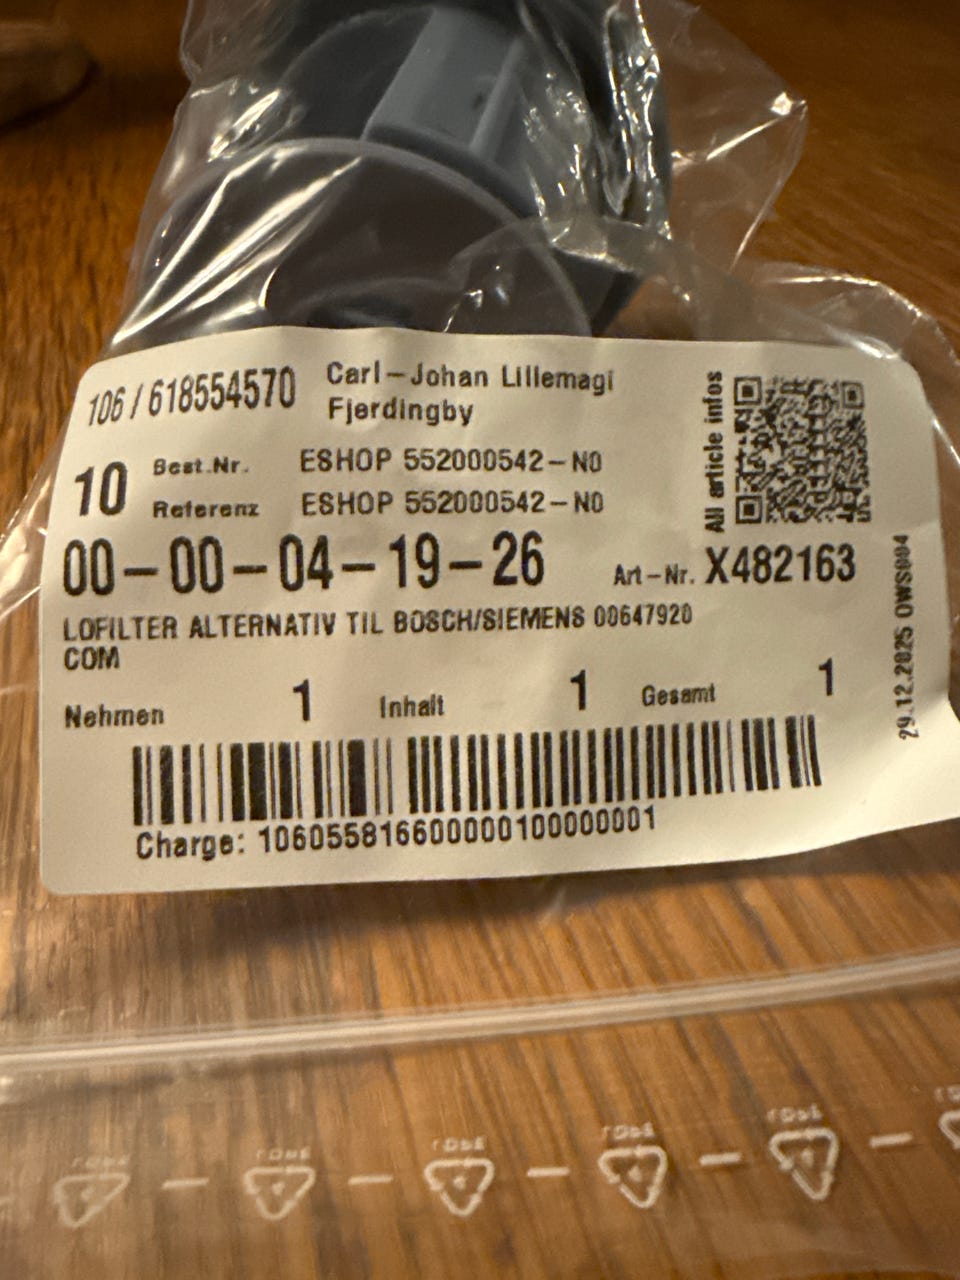 106 / 618554570
Carl-Johan Lillemagi
Fjerdingby
10
Best.Nr. ESHOP 552000542-NO
Referenz ESHOP 552000542-NO
All article infos
00-00-04-19-26
Art-Nr. X482163
LOFILTER ALTERNATIV TIL BOSCH/SIEMENS 00647920
COM
Nehmen 1 Inhalt 1 Gesamt 1
29.12.2025 OWS004
Charge: 106055816600000100000001